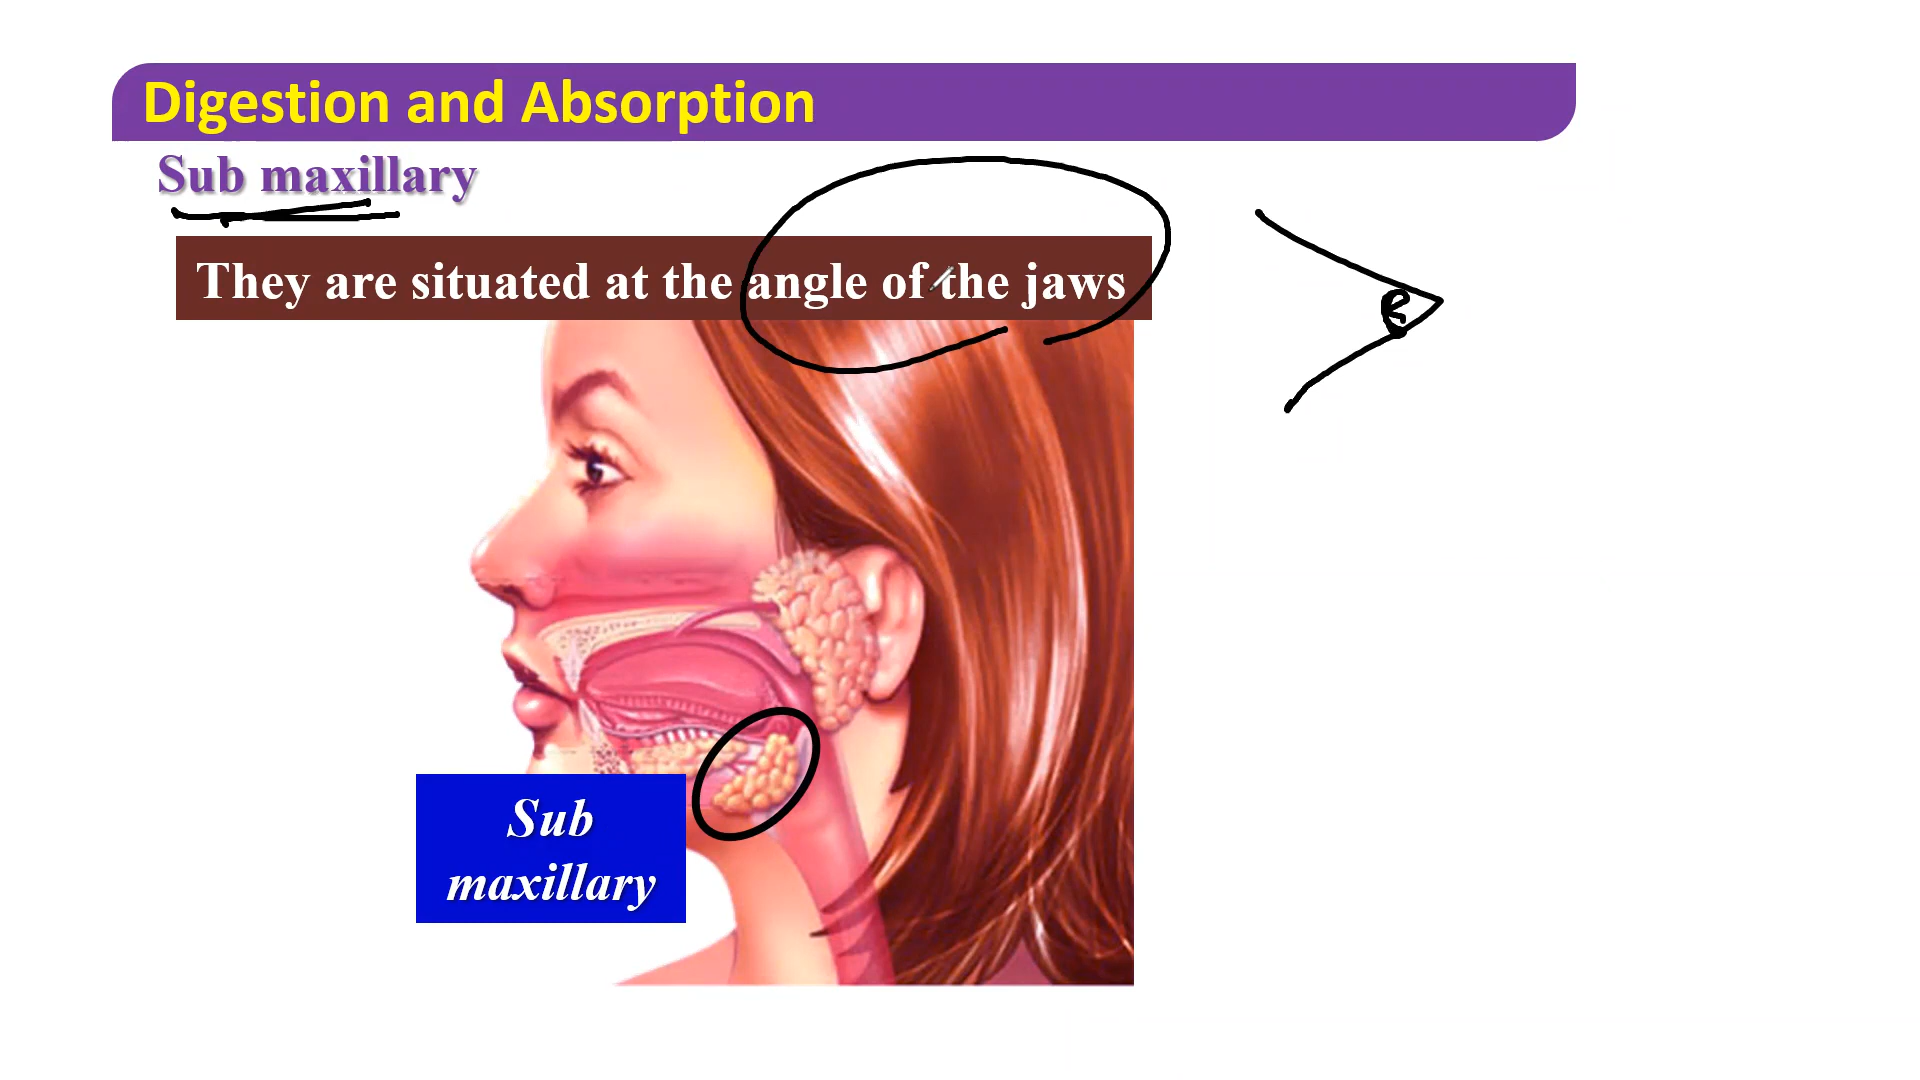 Digestion and Absorption
Sub maxillary
They are situated at the angle of the jaws
Sub
maxillary